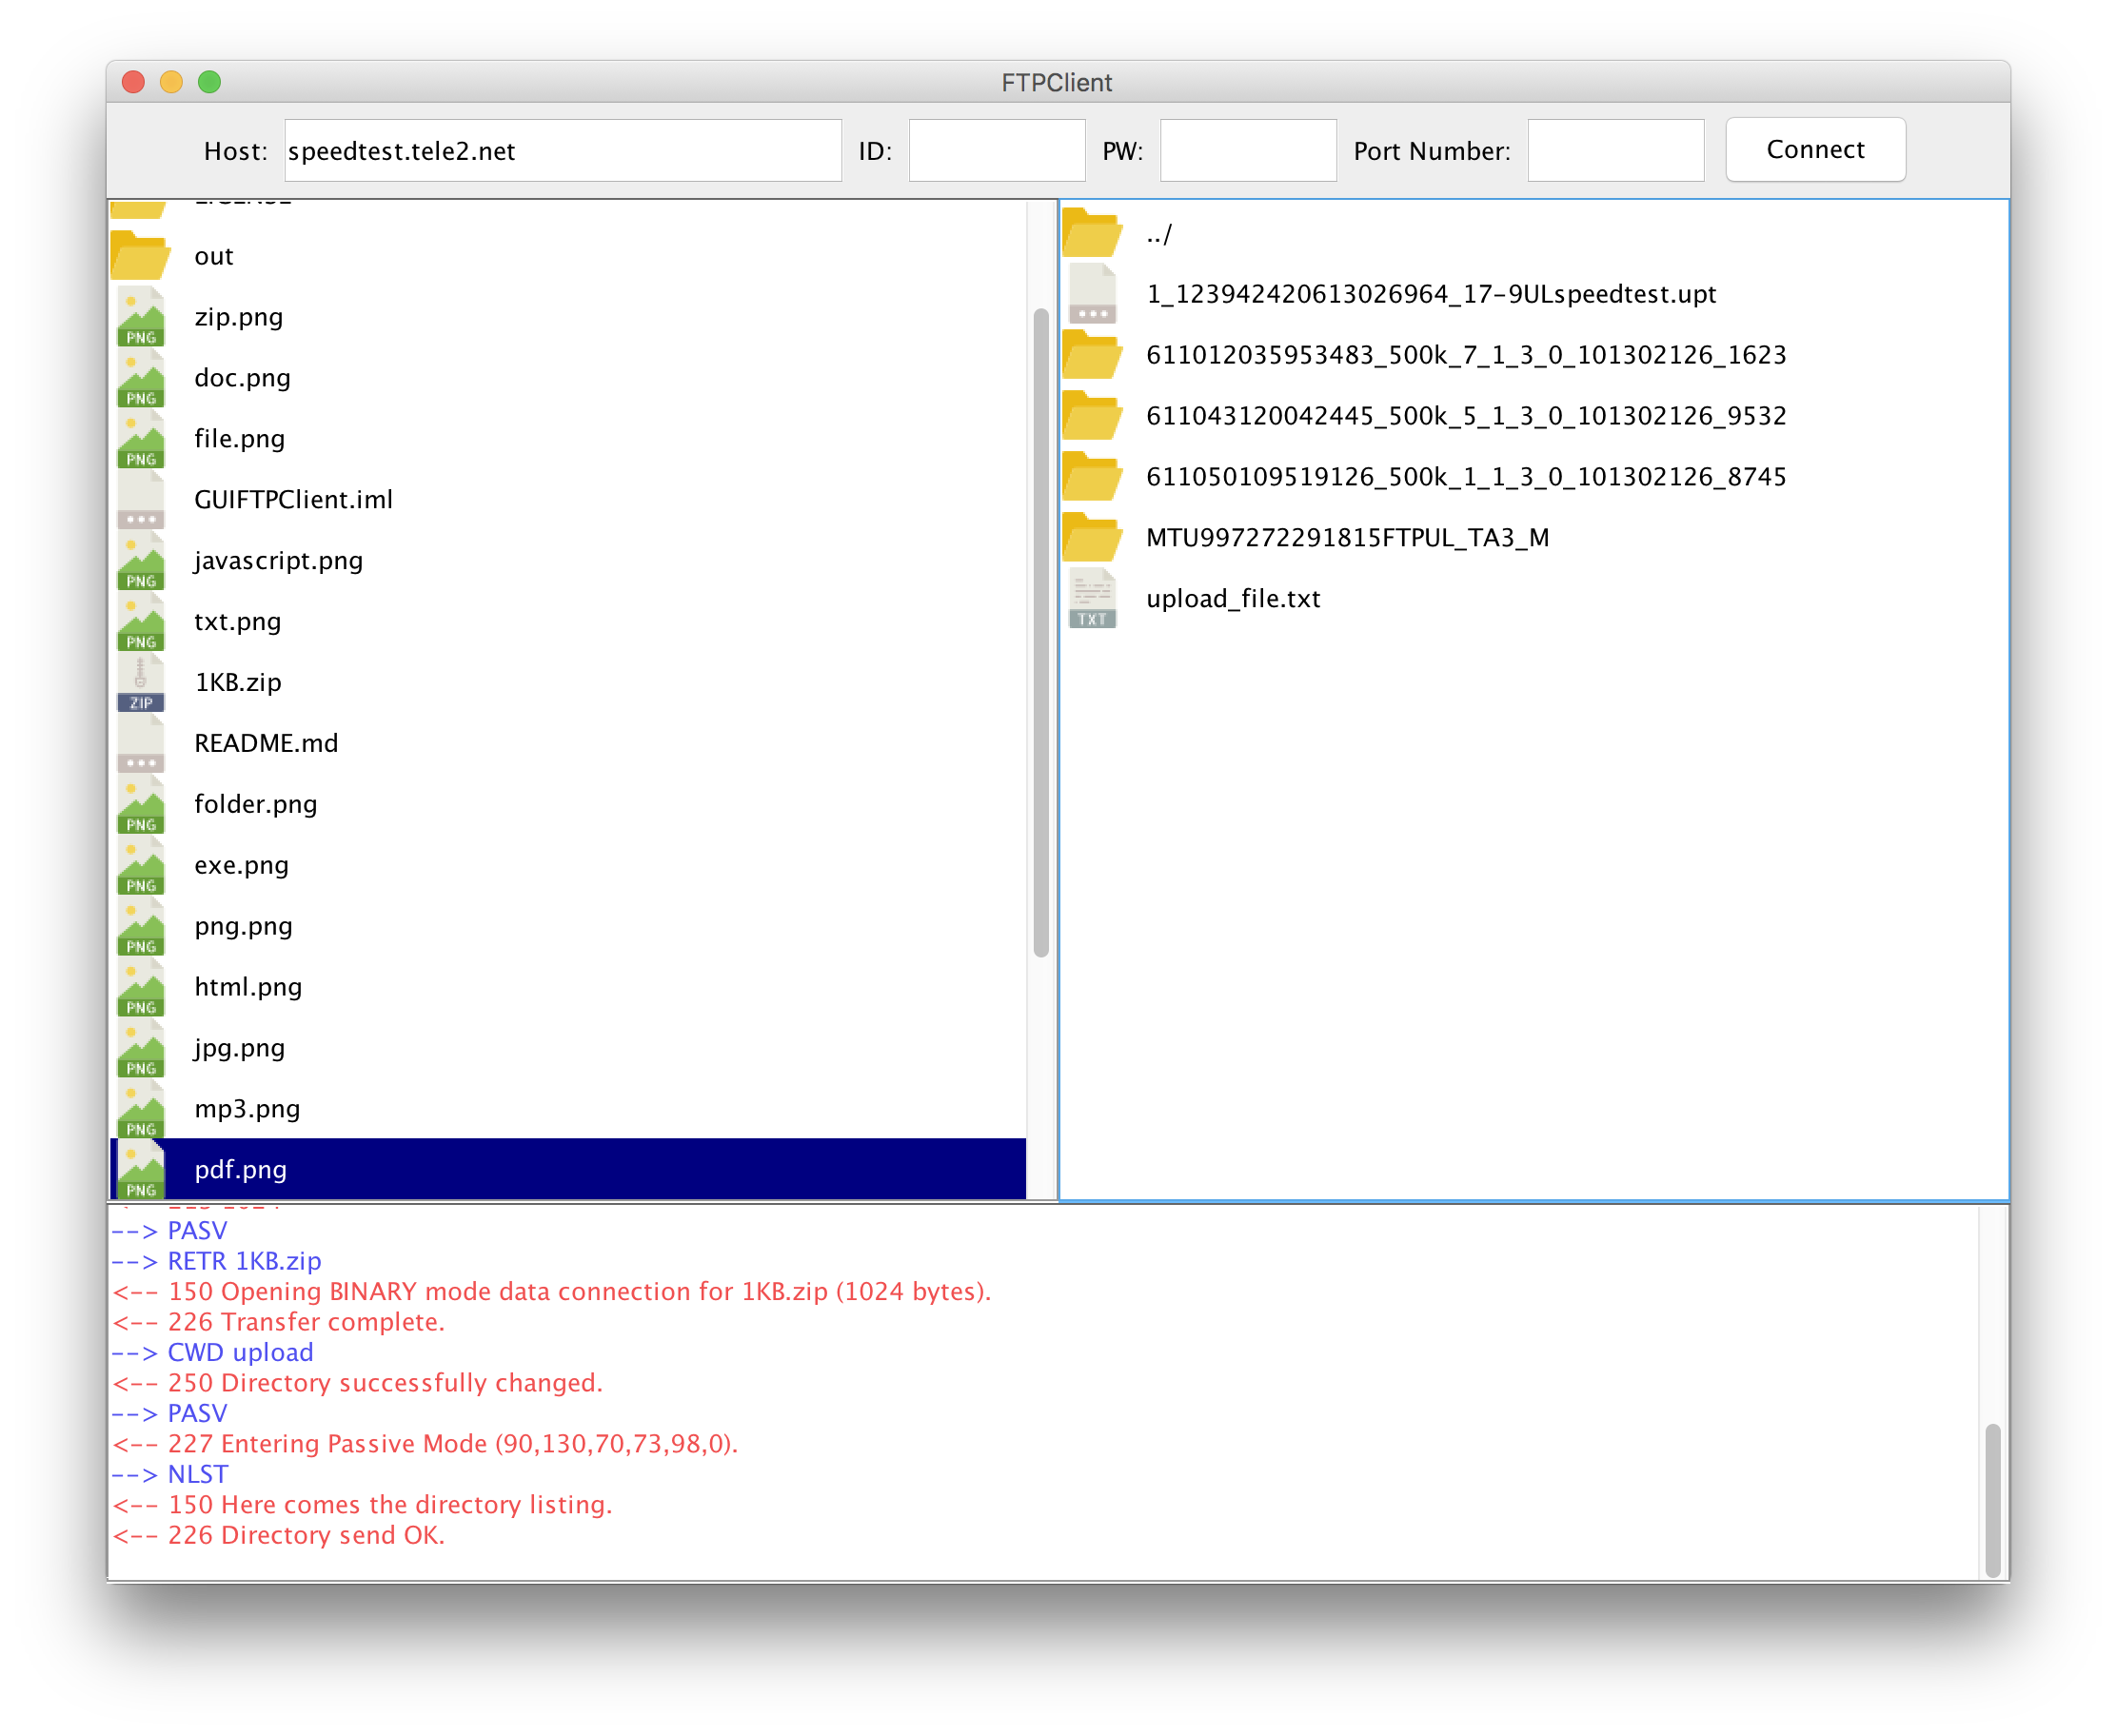 FTPClient
Host: speedtest.tele2.net ID: PW: Port Number: Connect
LICENSE
out
PNG zip.png
PNG doc.png
PNG file.png
GUIFTPClient.iml
PNG javascript.png
PNG txt.png
ZIP 1KB.zip
README.md
PNG folder.png
PNG exe.png
PNG png.png
PNG html.png
PNG jpg.png
PNG mp3.png
PNG pdf.png
../
1_123942420613026964_17-9ULspeedtest.upt
611012035953483_500k_7_1_3_0_101302126_1623
611043120042445_500k_5_1_3_0_101302126_9532
611050109519126_500k_1_1_3_0_101302126_8745
MTU997272291815FTPUL_TA3_M
TXT upload_file.txt
--> PASV
--> RETR 1KB.zip
<-- 150 Opening BINARY mode data connection for 1KB.zip (1024 bytes).
<-- 226 Transfer complete.
--> CWD upload
<-- 250 Directory successfully changed.
--> PASV
<-- 227 Entering Passive Mode (90,130,70,73,98,0).
--> NLST
<-- 150 Here comes the directory listing.
<-- 226 Directory send OK.